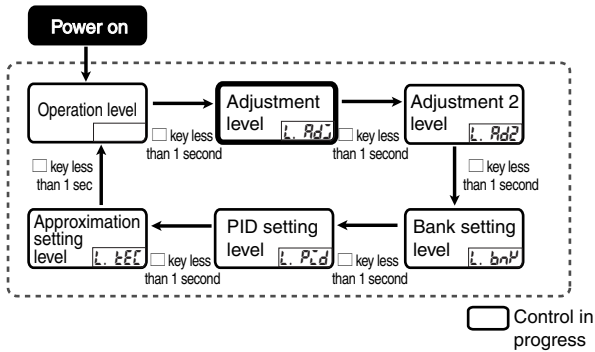 Power on
Operation level
Adjustment
level
L. AdJ
Adjustment 2
level
L. Ad2
key less
than 1 second
key less
than 1 second
key less
than 1 sec
key less
than 1 second
Approximation
setting
level
L. tEC
PID setting
level
L. PId
Bank setting
level
L. bnK
key less
than 1 second
key less
than 1 second
Control in
progress